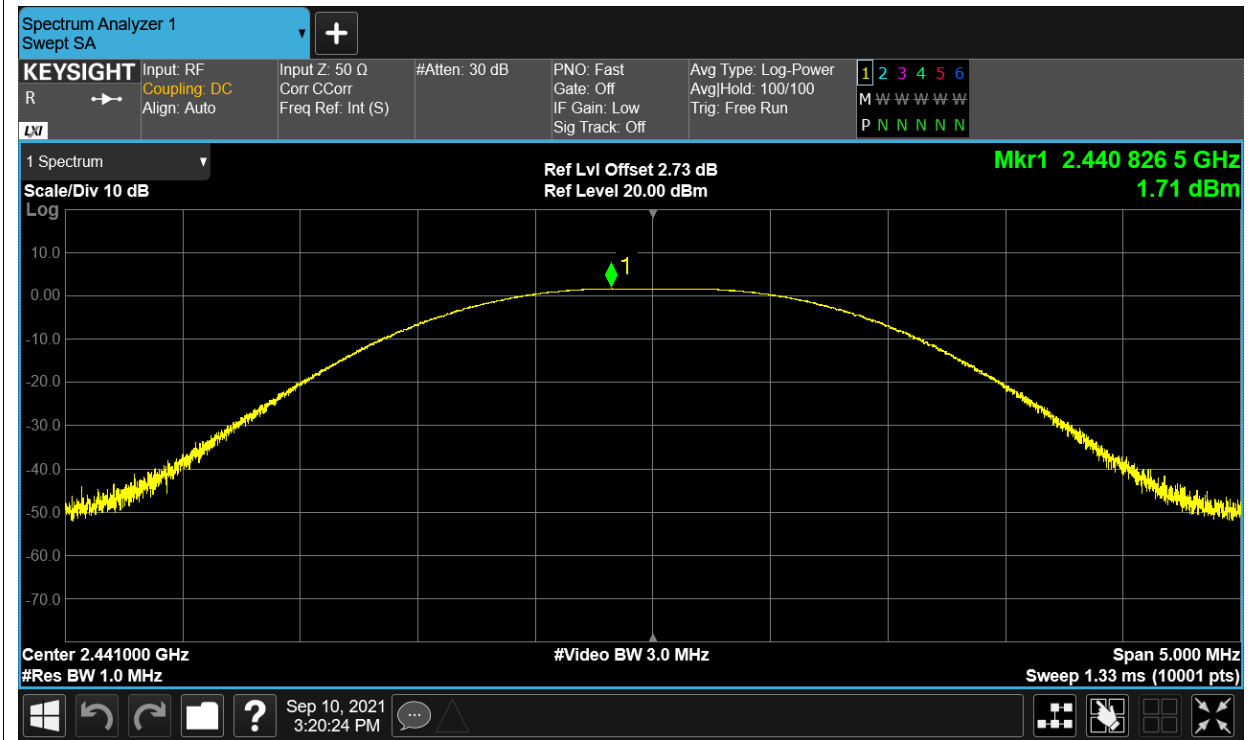 Spectrum Analyzer 1
Swept SA
+
KEYSIGHT
R
LXI
Input: RF
Coupling: DC
Align: Auto
Input Z: 50 Ω
Corr CCorr
Freq Ref: Int (S)
#Atten: 30 dB
PNO: Fast
Gate: Off
IF Gain: Low
Sig Track: Off
Avg Type: Log-Power
Avg|Hold: 100/100
Trig: Free Run
1 2 3 4 5 6
M W W W W W W
P N N N N N N
1 Spectrum
Scale/Div 10 dB
Log
Ref Lvl Offset 2.73 dB
Ref Level 20.00 dBm
Mkr1 2.440 826 5 GHz
1.71 dBm
1
10.0
0.00
-10.0
-20.0
-30.0
-40.0
-50.0
-60.0
-70.0
Center 2.441000 GHz
#Res BW 1.0 MHz
#Video BW 3.0 MHz
Span 5.000 MHz
Sweep 1.33 ms (10001 pts)
?
Sep 10, 2021
3:20:24 PM